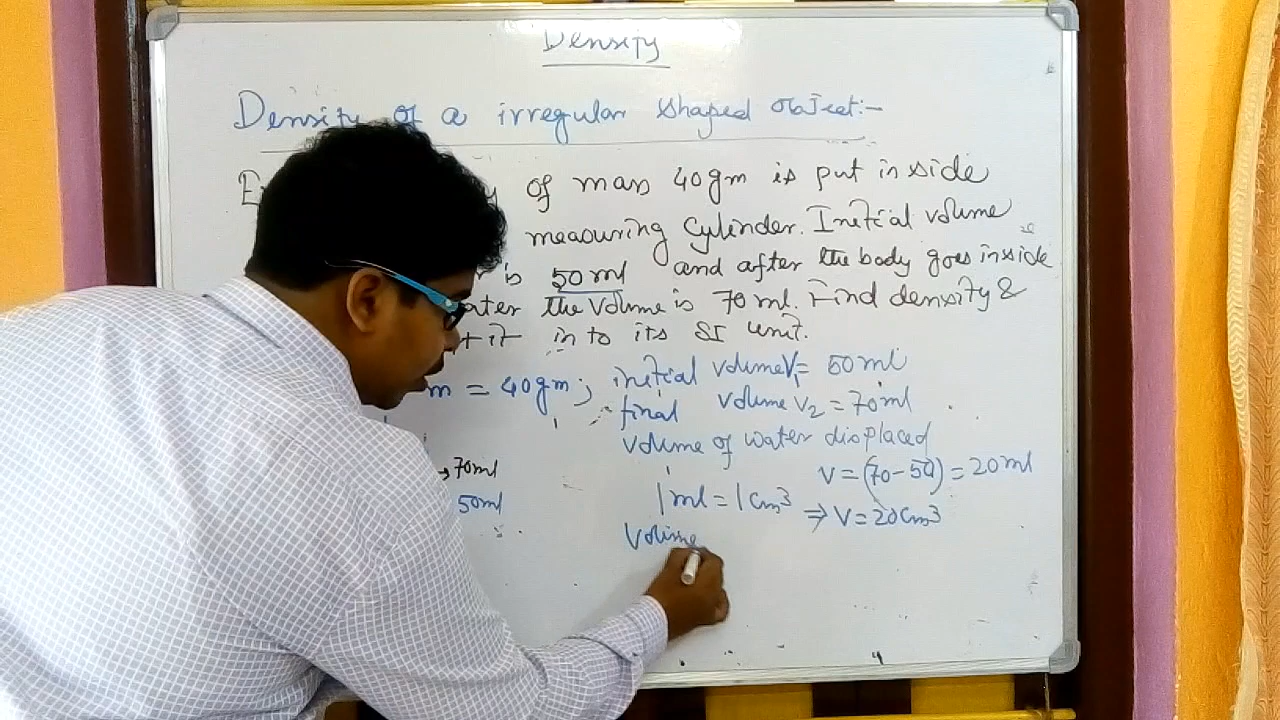 Density
Density of a irregular shaped object:-
of mass 40gm is put inside
measuring cylinder. Initial volume
is 50ml and after the body goes inside
the volume is 70ml. Find density &
it in to its SI unit.
m = 40gm; initial volume V₁ = 50ml
final volume V₂ = 70ml
volume of water displaced
70ml
V = (70-50) = 20ml
50ml
1ml = 1cm³ ⇒ V = 20cm³
Volume